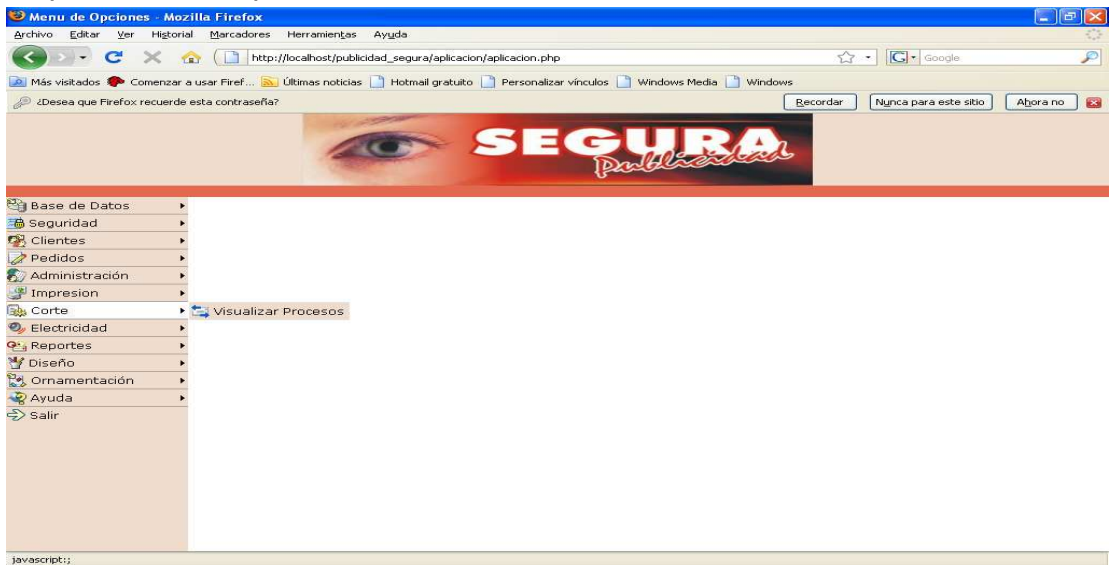 Menu de Opciones - Mozilla Firefox
Archivo Editar Ver Historial Marcadores Herramientas Ayuda
http://localhost/publicidad_segura/aplicacion/aplicacion.php
Google
Más visitados Comenzar a usar Firef... Últimas noticias Hotmail gratuito Personalizar vínculos Windows Media Windows
¿Desea que Firefox recuerde esta contraseña? Recordar Nunca para este sitio Ahora no
SEGURA
Publicidad
Base de Datos
Seguridad
Clientes
Pedidos
Administración
Impresion
Corte Visualizar Procesos
Electricidad
Reportes
Diseño
Ornamentación
Ayuda
Salir
javascript:;